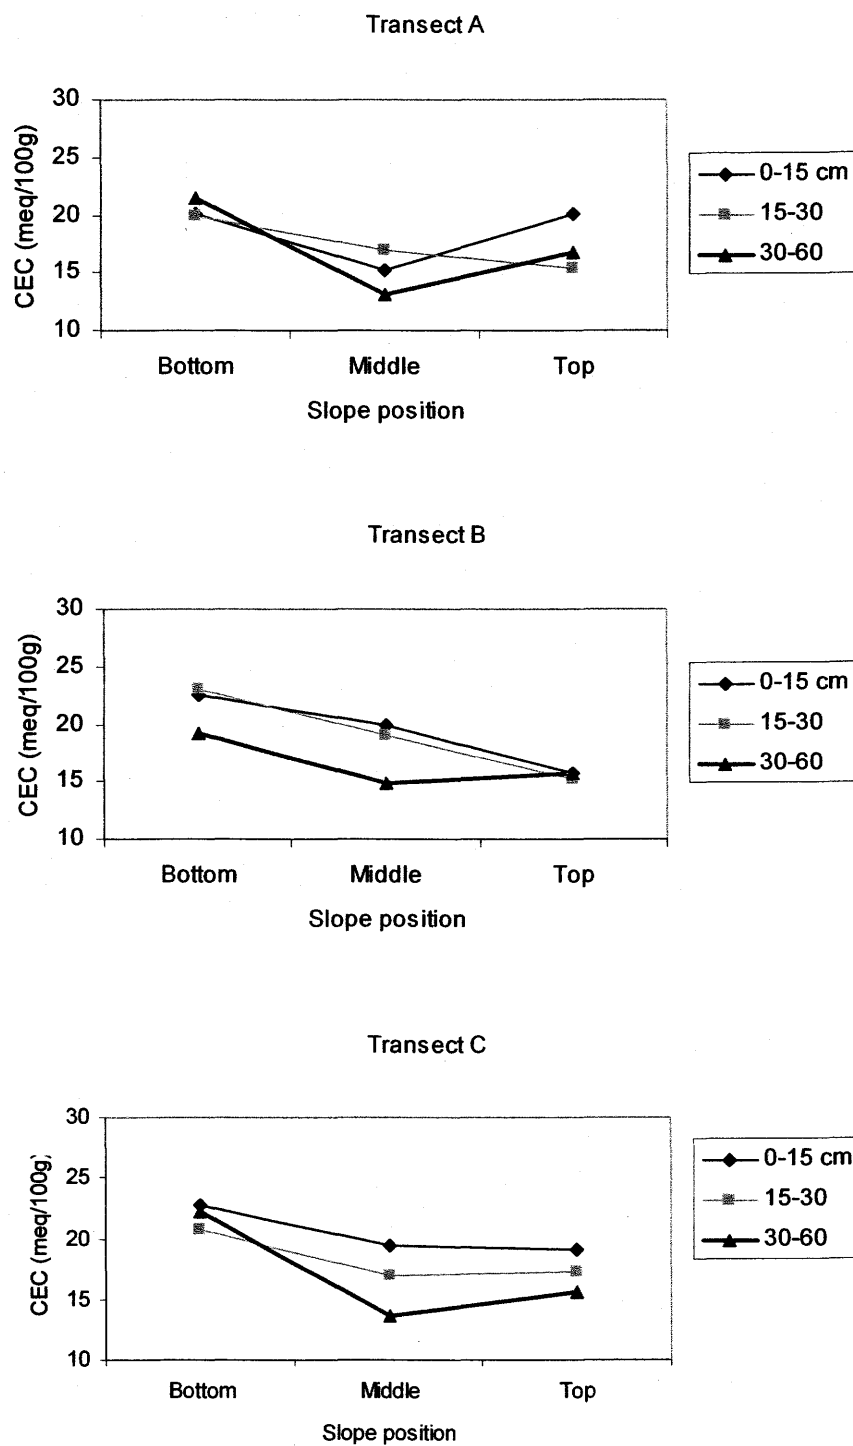 Transect A
30
25
20
15
10
CEC (meq/100g)
Bottom
Middle
Top
Slope position
0-15 cm
15-30
30-60
Transect B
30
25
20
15
10
CEC (meq/100g)
Bottom
Middle
Top
Slope position
0-15 cm
15-30
30-60
Transect C
30
25
20
15
10
CEC (meq/100g)
Bottom
Middle
Top
Slope position
0-15 cm
15-30
30-60